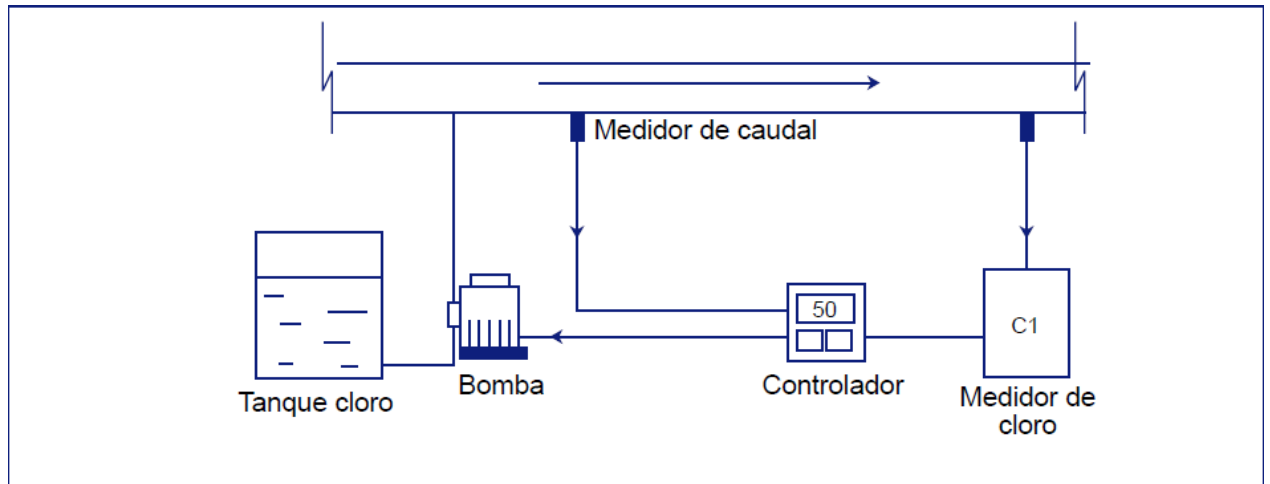 Medidor de caudal
50
C1
Bomba
Controlador
Tanque cloro
Medidor de
cloro